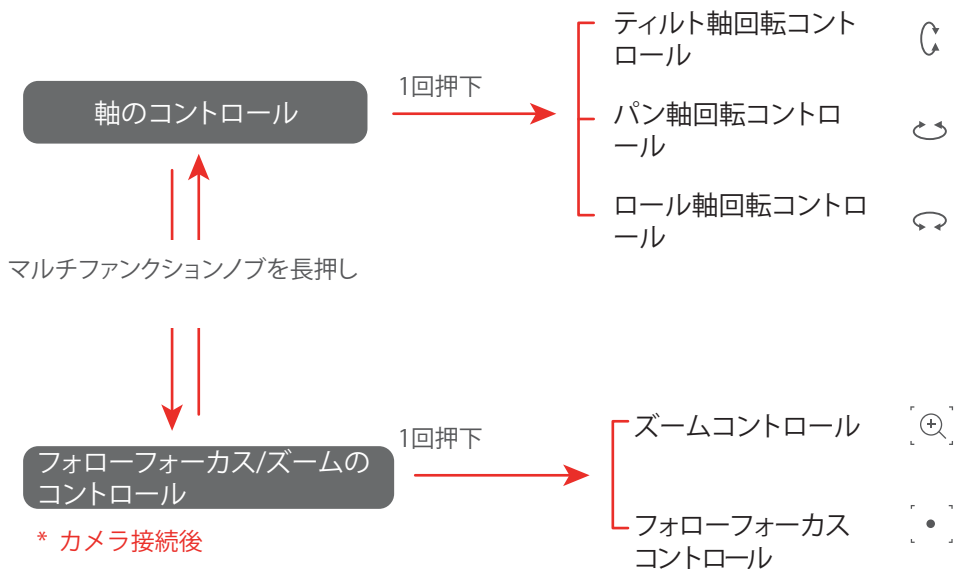 ティルト軸回転コント
ロール
1回押下
軸のコントロール
パン軸回転コントロ
ール
ロール軸回転コントロ
ール
マルチファンクションノブを長押し
1回押下
ズームコントロール
フォローフォーカス/ズームの
コントロール
* カメラ接続後
フォローフォーカス
コントロール